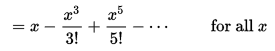 = x − x³/3! + x⁵/5! − ⋯ for all x